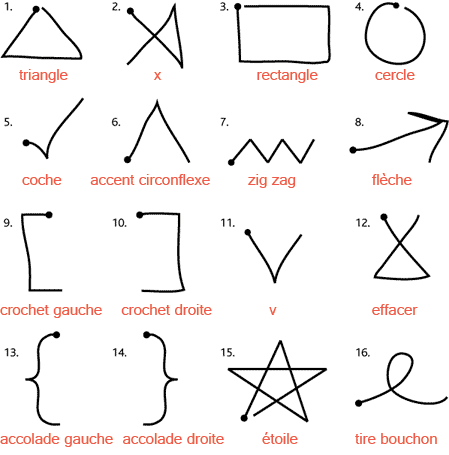 1. 2. 3. 4.
triangle x rectangle cercle
5. 6. 7. 8.
coche accent circonflexe zig zag flèche
9. 10. 11. 12.
crochet gauche crochet droite v effacer
13. 14. 15. 16.
accolade gauche accolade droite étoile tire bouchon